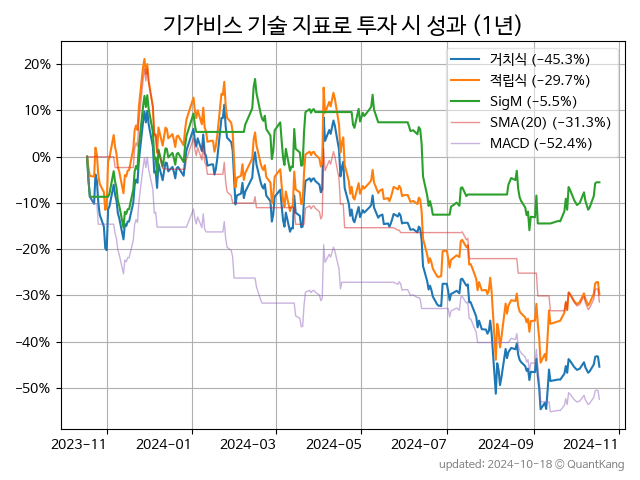 기가비스 기술 지표로 투자 시 성과 (1년)
거치식 (−45.3%)
적립식 (−29.7%)
SigM (−5.5%)
SMA(20) (−31.3%)
MACD (−52.4%)
20%
10%
0%
−10%
−20%
−30%
−40%
−50%
2023-11 2024-01 2024-03 2024-05 2024-07 2024-09 2024-11
updated: 2024-10-18 © QuantKang